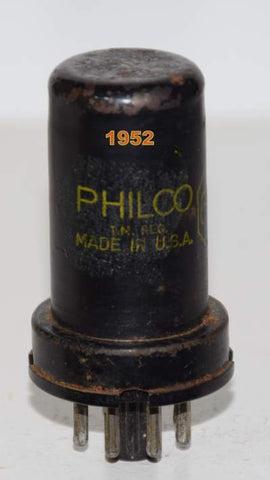 1952
PHILCO
T.M. REG.
MADE IN U.S.A.